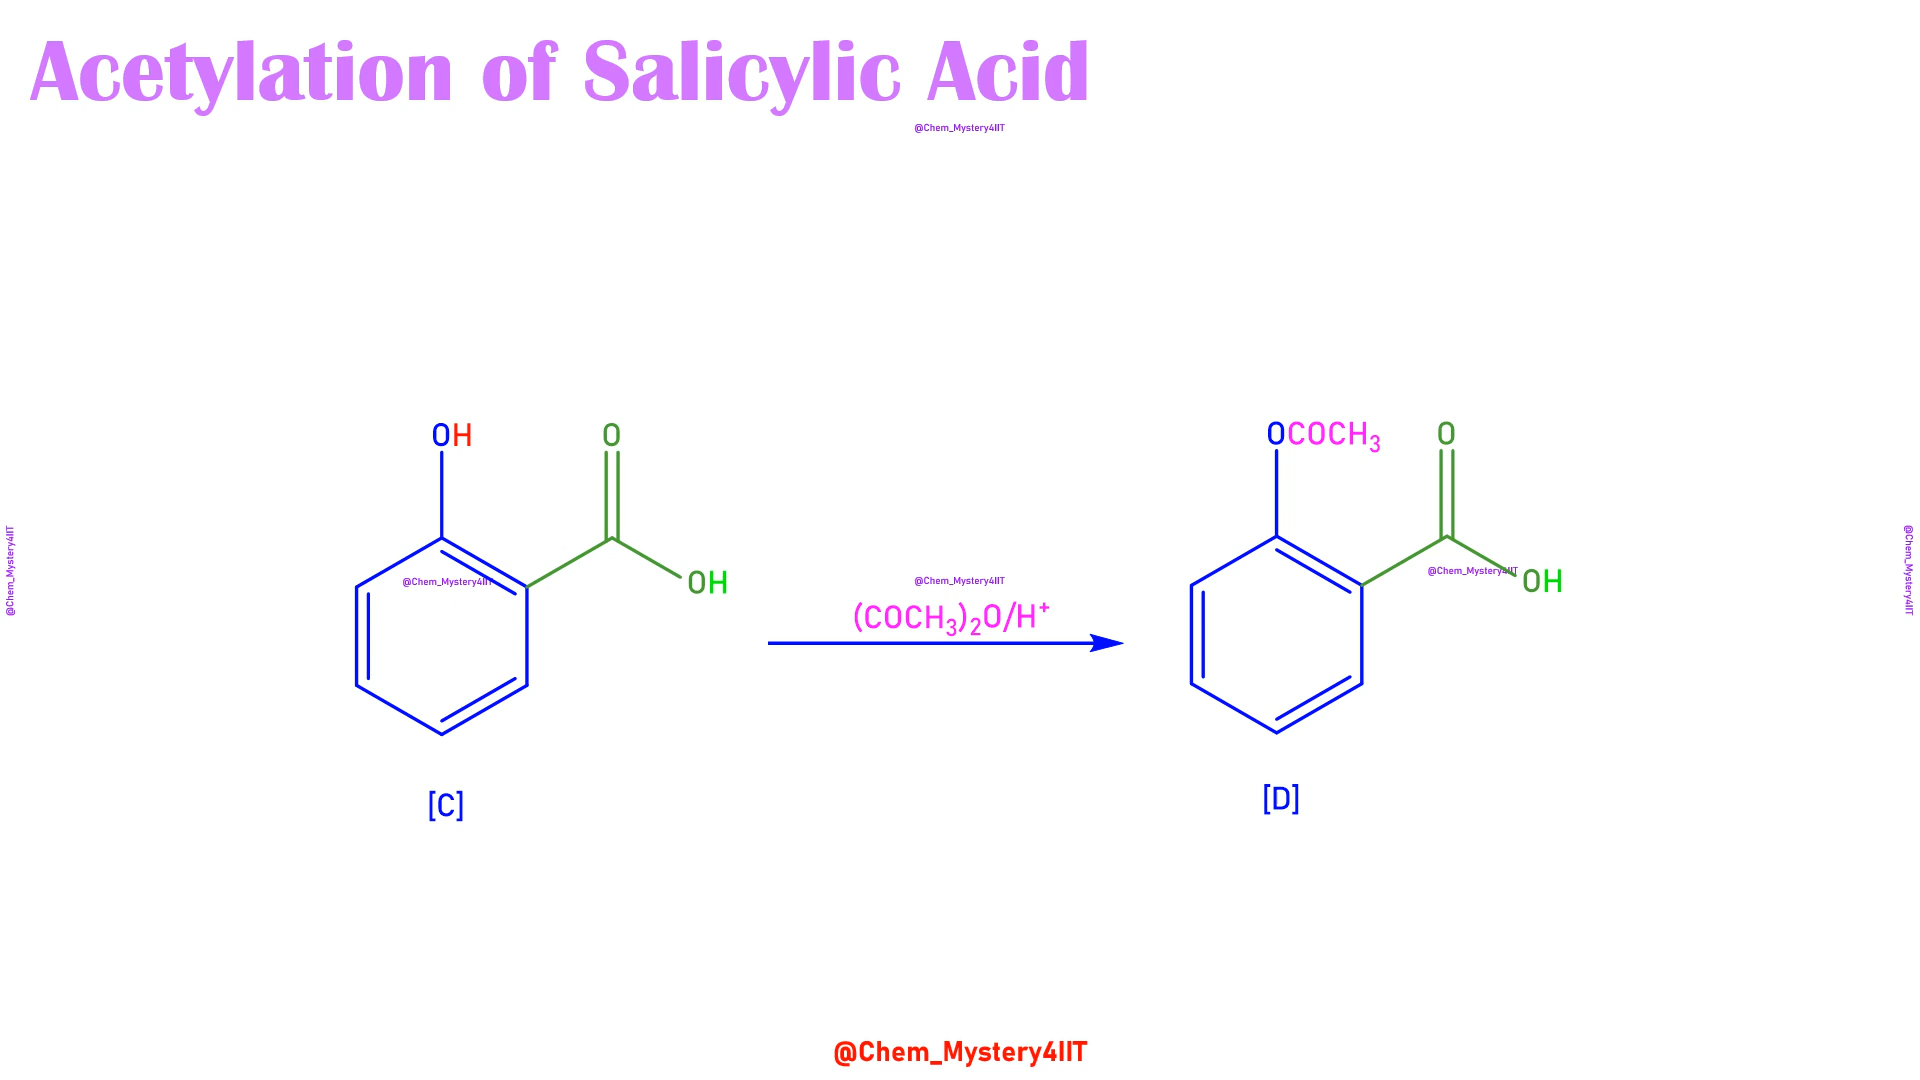 Acetylation of Salicylic Acid
@Chem_Mystery4IIT
OH
O
OCOCH₃
O
@Chem_Mystery4IIT
@Chem_Mystery4IIT
OH
@Chem_Mystery4IIT
(COCH₃)₂O/H⁺
@Chem_Mystery4IIT
OH
@Chem_Mystery4IIT
[C]
[D]
@Chem_Mystery4IIT